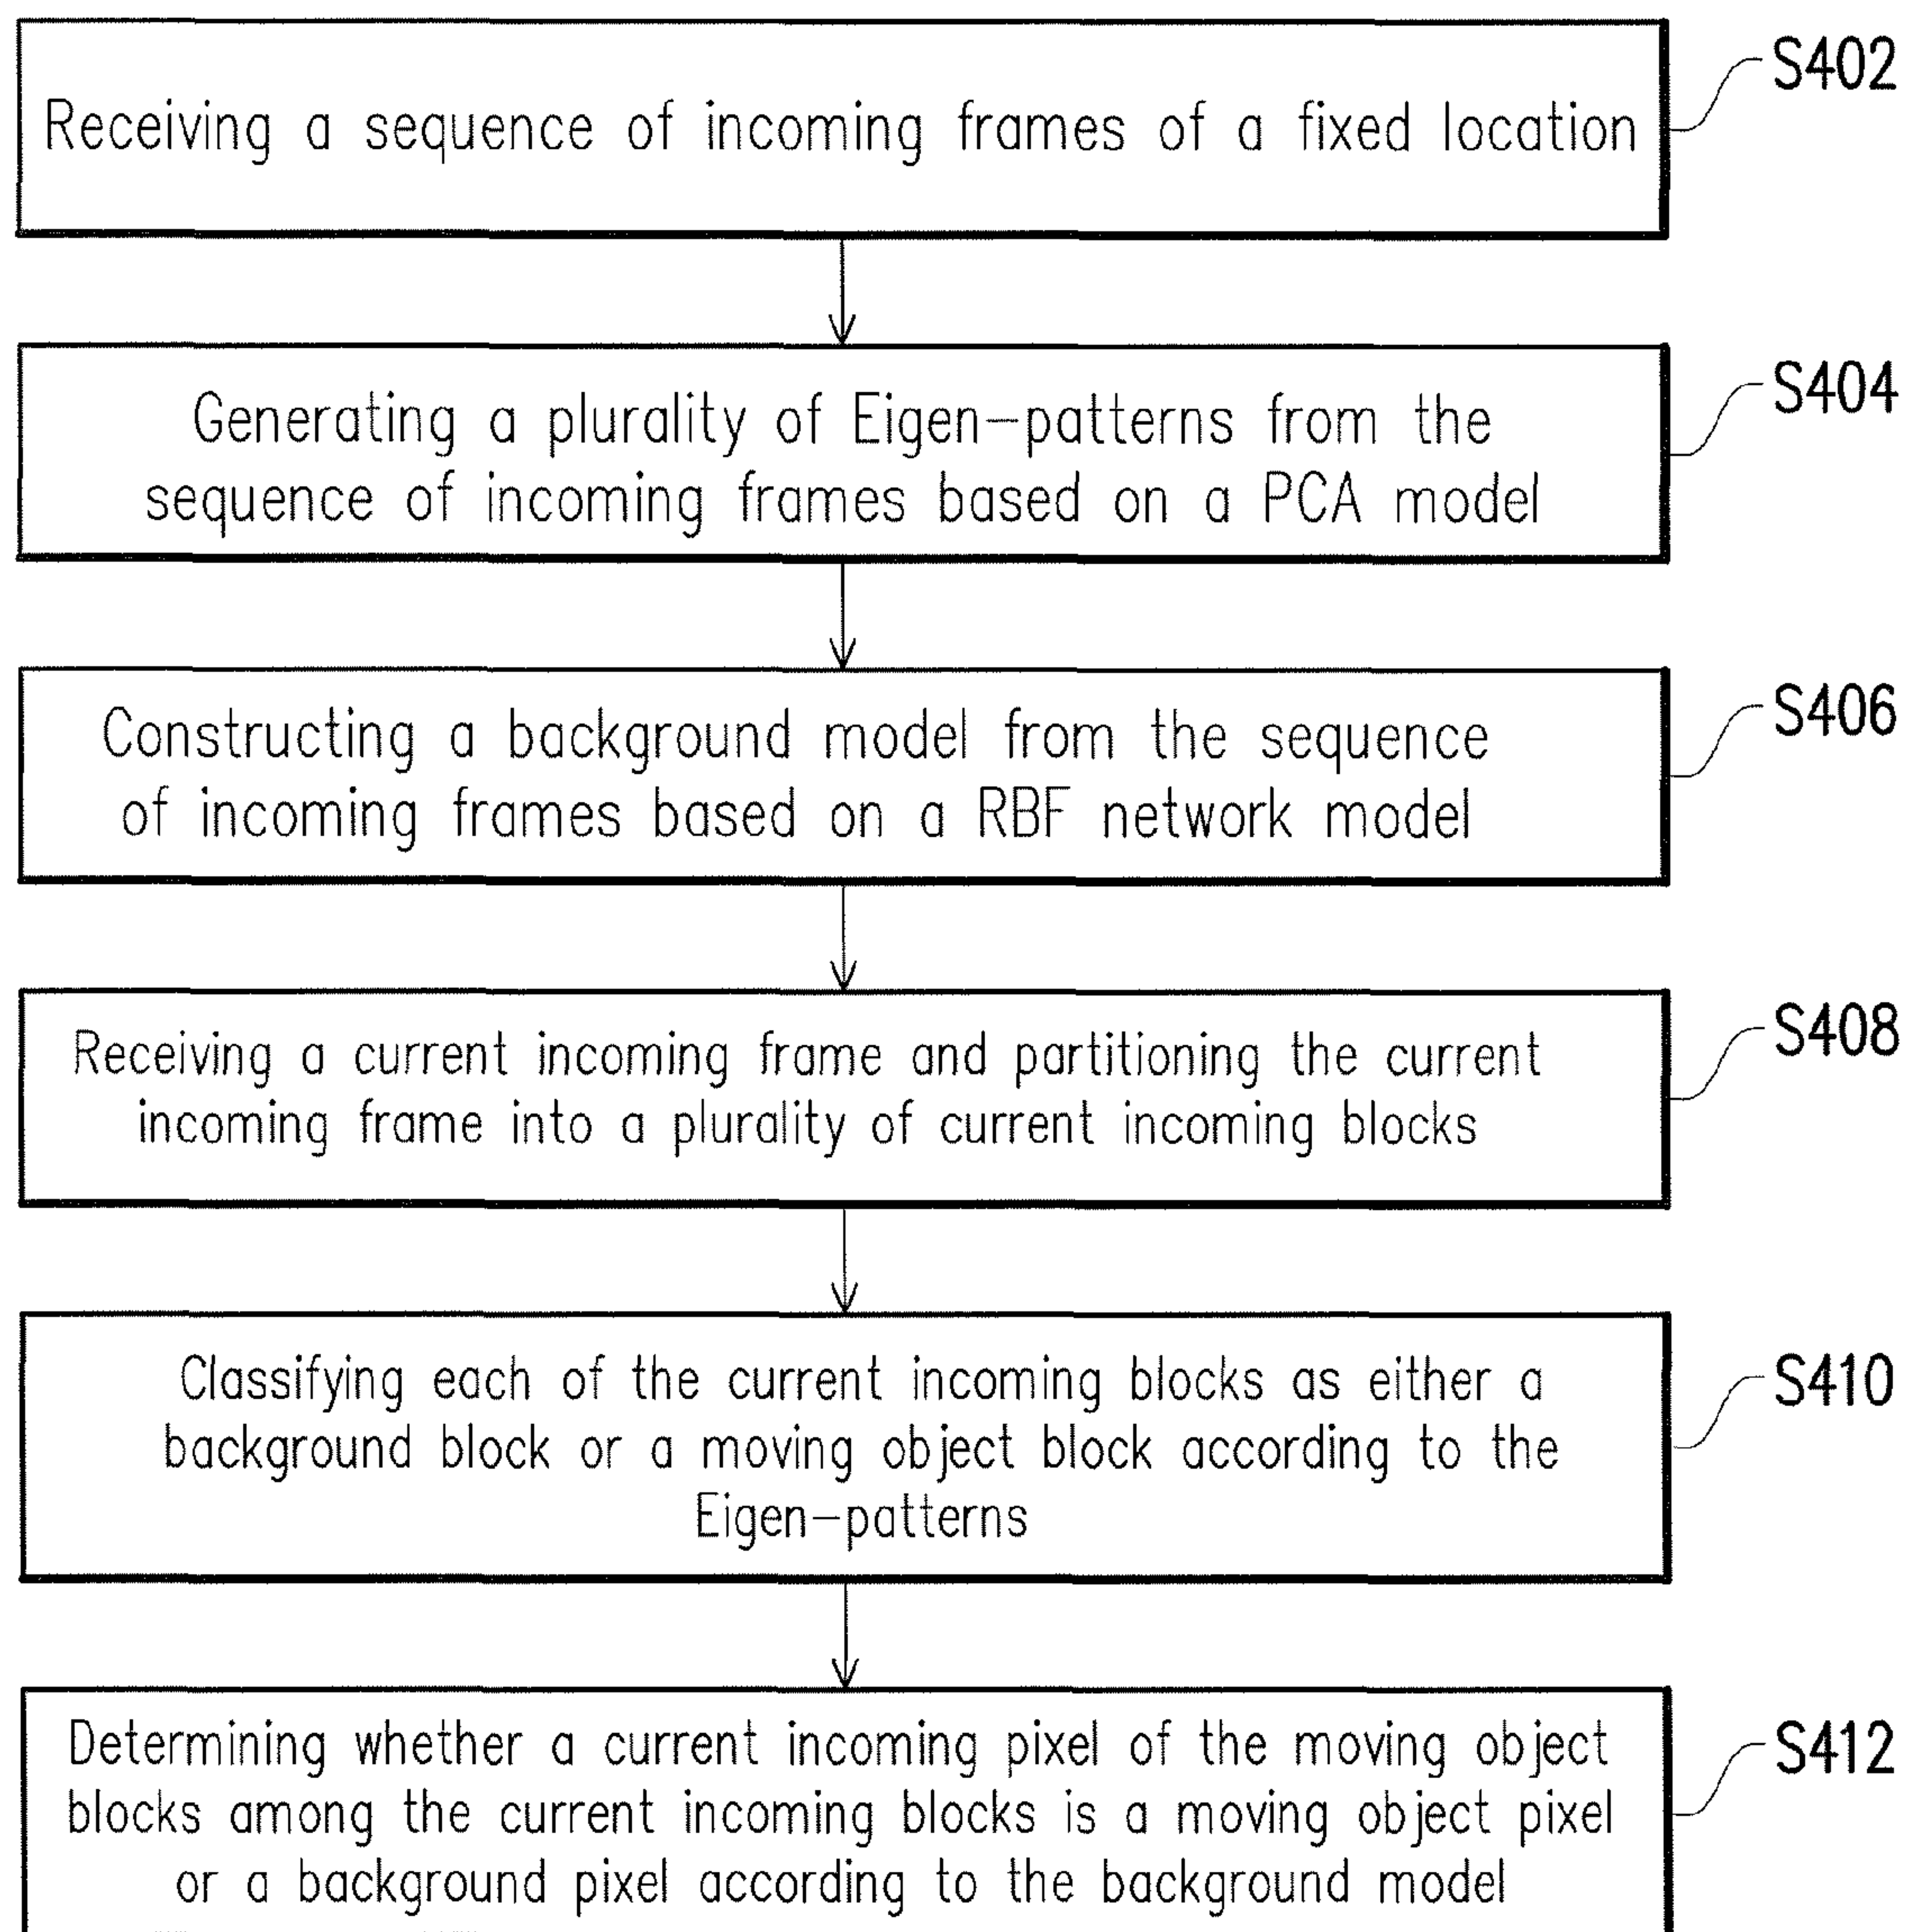 Receiving a sequence of incoming frames of a fixed location
S402
Generating a plurality of Eigen-patterns from the
sequence of incoming frames based on a PCA model
S404
Constructing a background model from the sequence
of incoming frames based on a RBF network model
S406
Receiving a current incoming frame and partitioning the current
incoming frame into a plurality of current incoming blocks
S408
Classifying each of the current incoming blocks as either a
background block or a moving object block according to the
Eigen-patterns
S410
Determining whether a current incoming pixel of the moving object
blocks among the current incoming blocks is a moving object pixel
or a background pixel according to the background model
S412